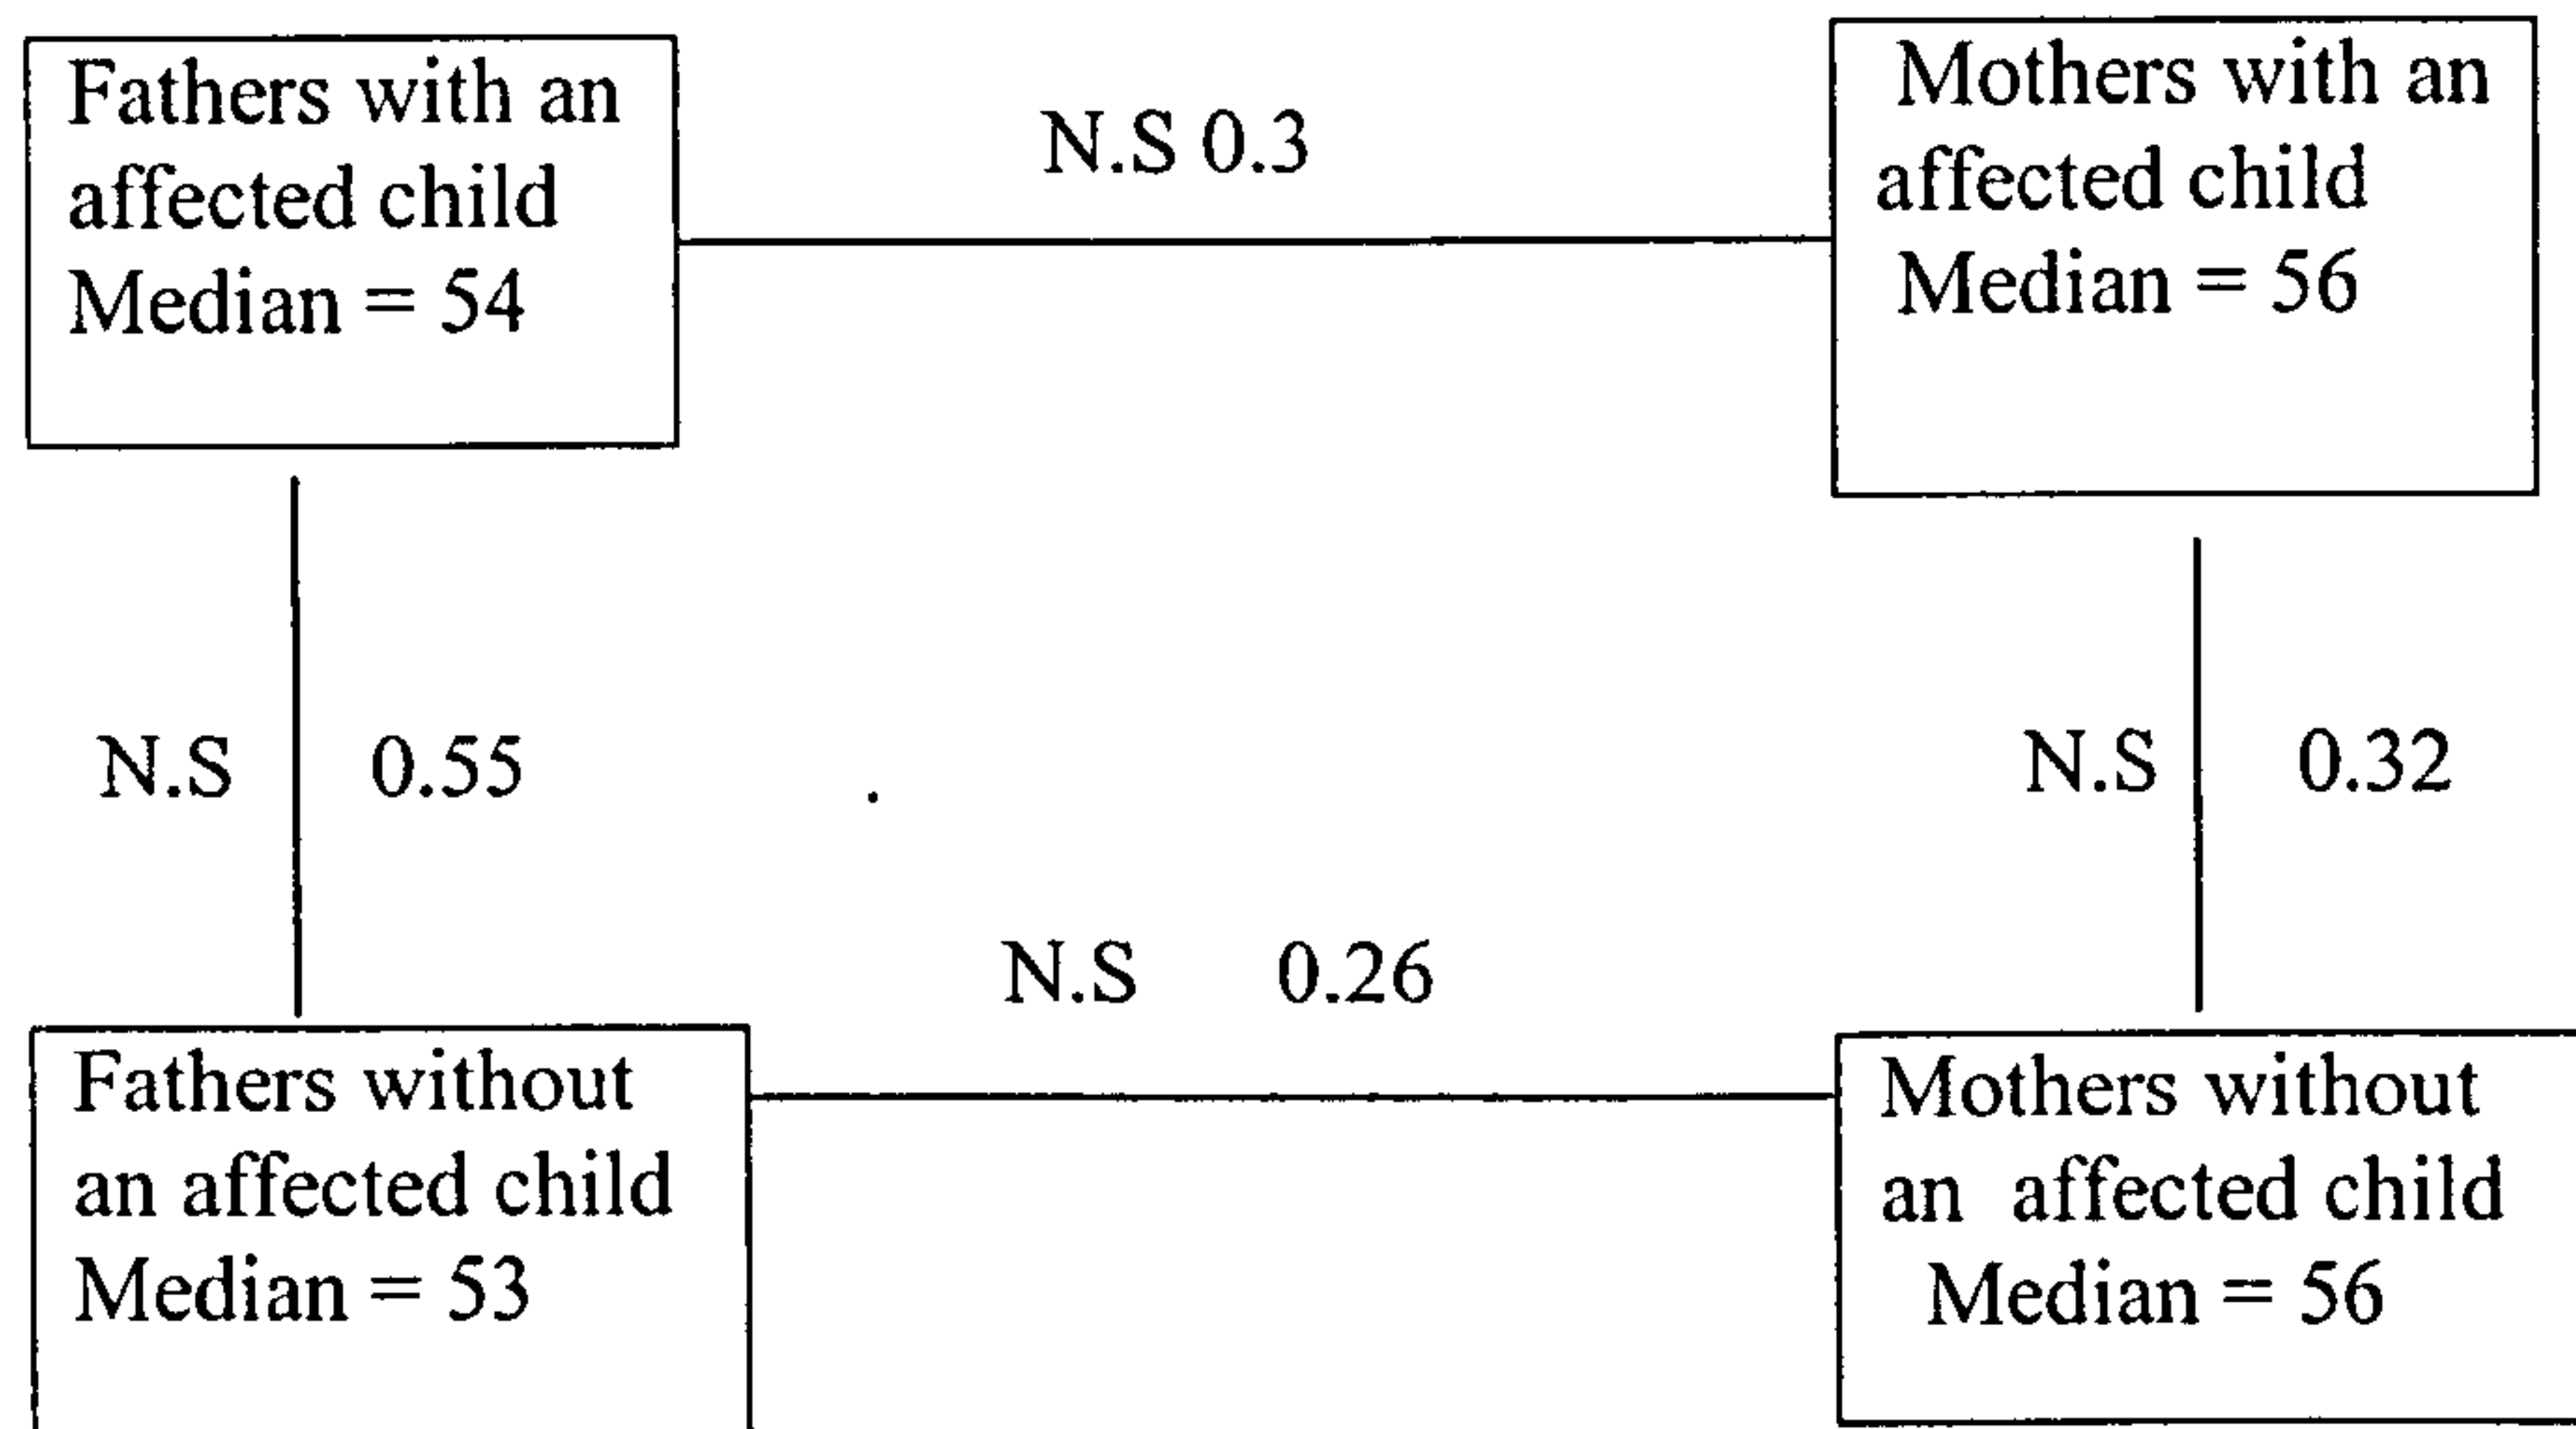 Fathers with an
affected child
Median = 54
N.S 0.3
Mothers with an
affected child
Median = 56
N.S 0.55
N.S 0.32
N.S 0.26
Fathers without
an affected child
Median = 53
Mothers without
an affected child
Median = 56